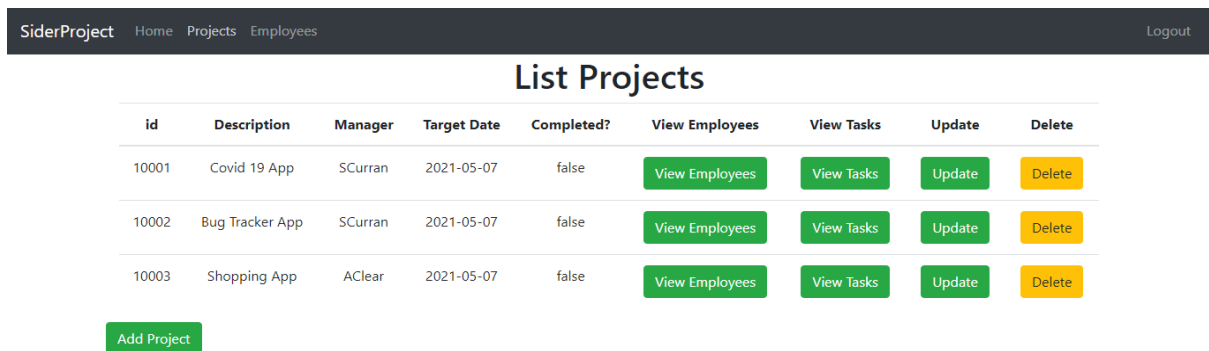 SiderProject Home Projects Employees Logout
List Projects
id Description Manager Target Date Completed? View Employees View Tasks Update Delete
10001 Covid 19 App SCurran 2021-05-07 false View Employees View Tasks Update Delete
10002 Bug Tracker App SCurran 2021-05-07 false View Employees View Tasks Update Delete
10003 Shopping App AClear 2021-05-07 false View Employees View Tasks Update Delete
Add Project